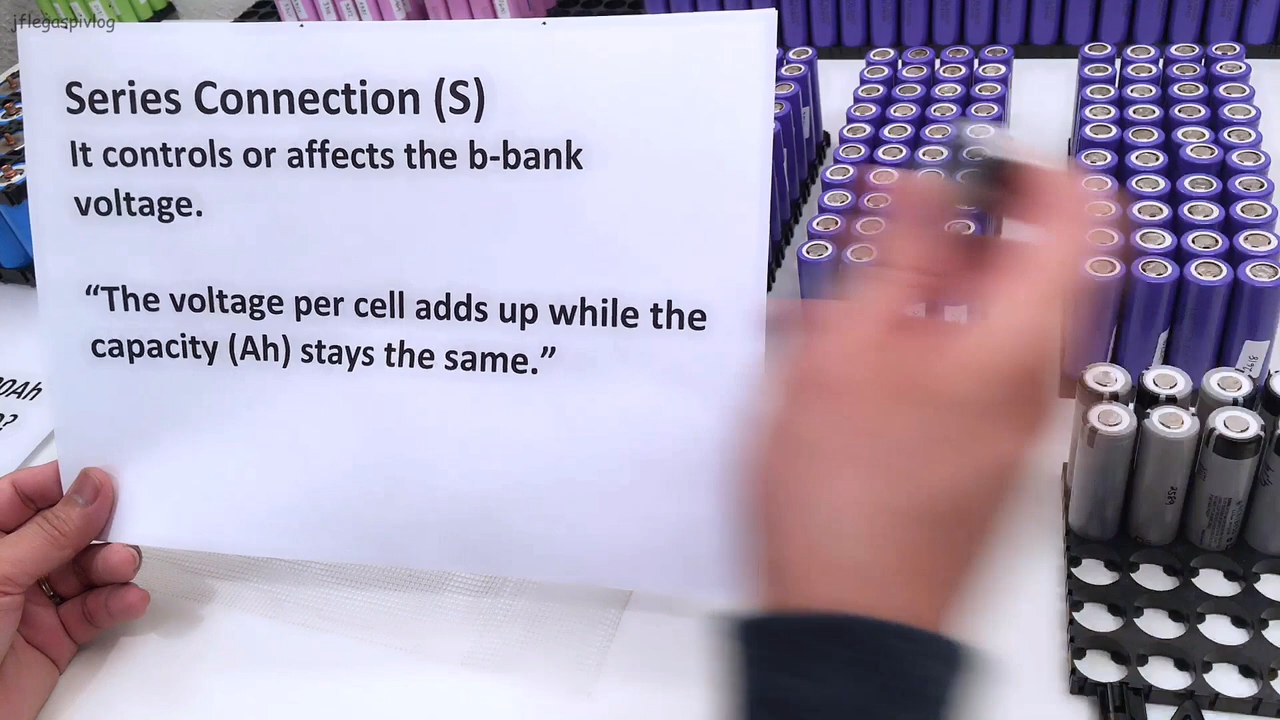 jflegaspivlog
Series Connection (S)
It controls or affects the b-bank
voltage.
“The voltage per cell adds up while the
capacity (Ah) stays the same.”
2589